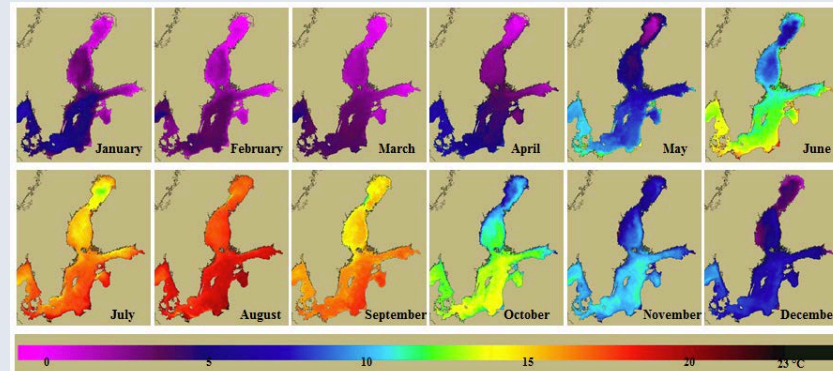 January February March April May June
July August September October November December
0 5 10 15 20 23 °C